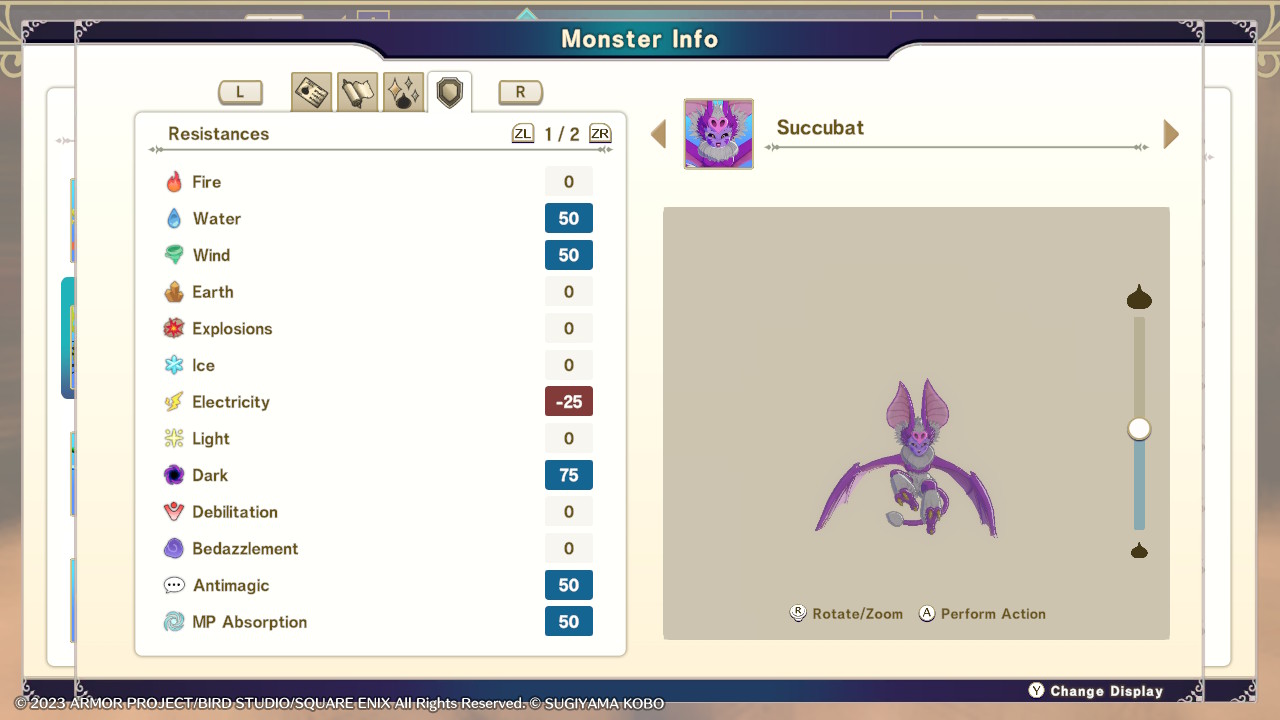 Monster Info
L R
Resistances ZL 1 / 2 ZR
Fire 0
Water 50
Wind 50
Earth 0
Explosions 0
Ice 0
Electricity -25
Light 0
Dark 75
Debilitation 0
Bedazzlement 0
Antimagic 50
MP Absorption 50
Succubat
R Rotate/Zoom A Perform Action
Y Change Display
© 2023 ARMOR PROJECT/BIRD STUDIO/SQUARE ENIX All Rights Reserved. © SUGIYAMA KOBO